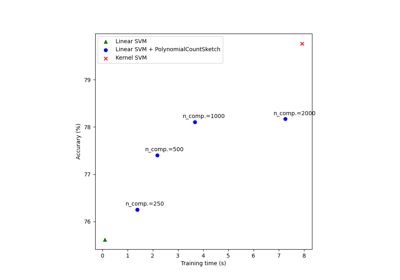 Linear SVM
Linear SVM + PolynomialCountSketch
Kernel SVM
79
78
77
76
n_comp.=1000
n_comp.=2000
n_comp.=500
n_comp.=250
Accurary (%)
0 1 2 3 4 5 6 7 8
Training time (s)